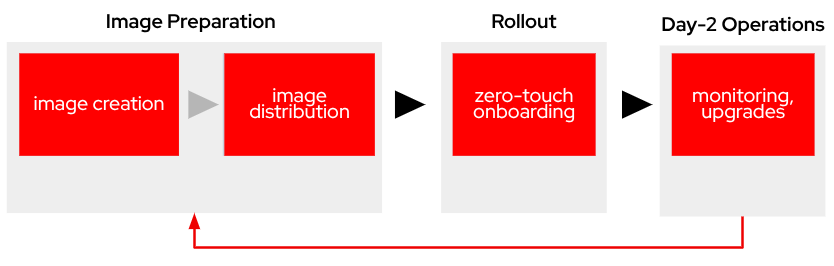 Image Preparation
Rollout
Day-2 Operations
image creation
image
distribution
zero-touch
onboarding
monitoring,
upgrades